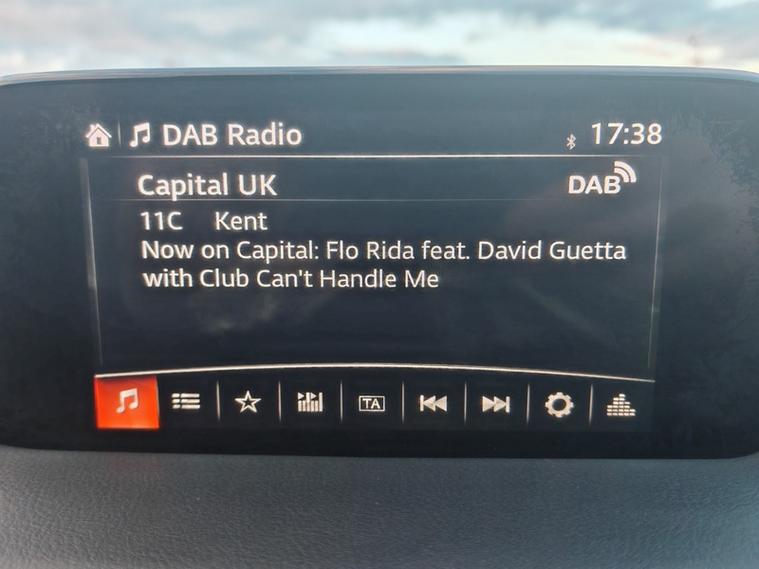 DAB Radio 17:38
Capital UK DAB
11C Kent
Now on Capital: Flo Rida feat. David Guetta
with Club Can't Handle Me
TA